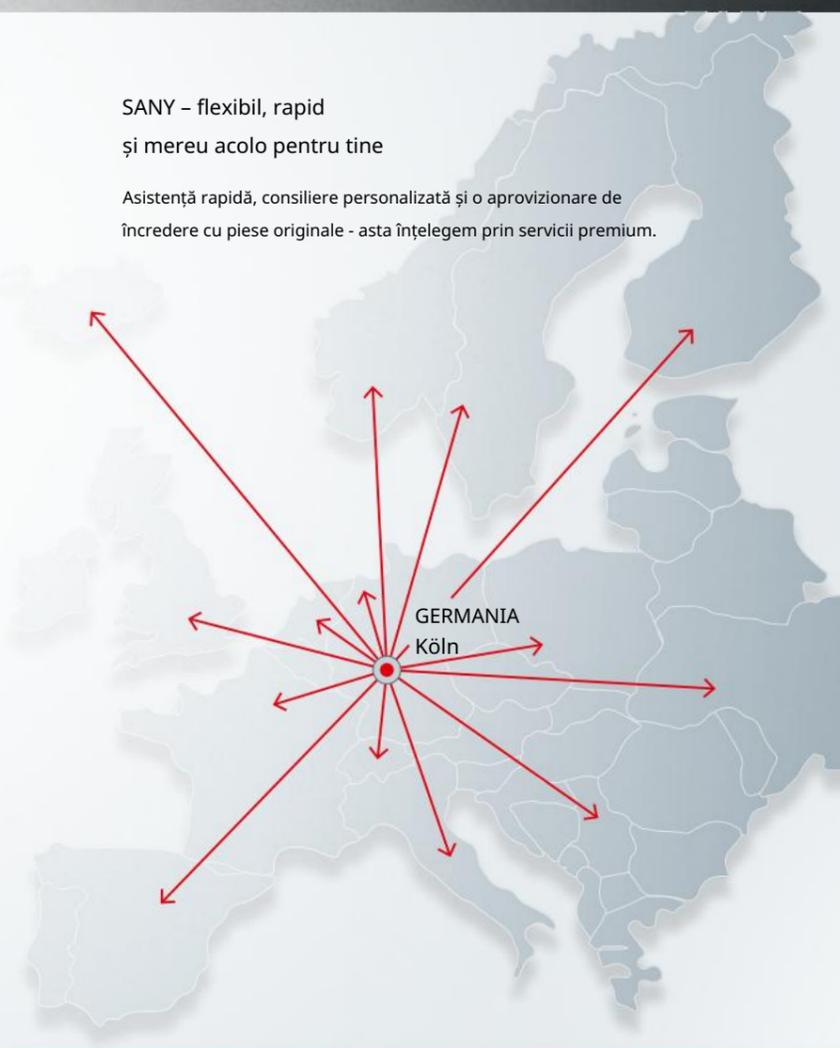 SANY – flexibil, rapid
și mereu acolo pentru tine
Asistență rapidă, consiliere personalizată și o aprovizionare de
încredere cu piese originale - asta înțelegem prin servicii premium.
GERMANIA
Köln